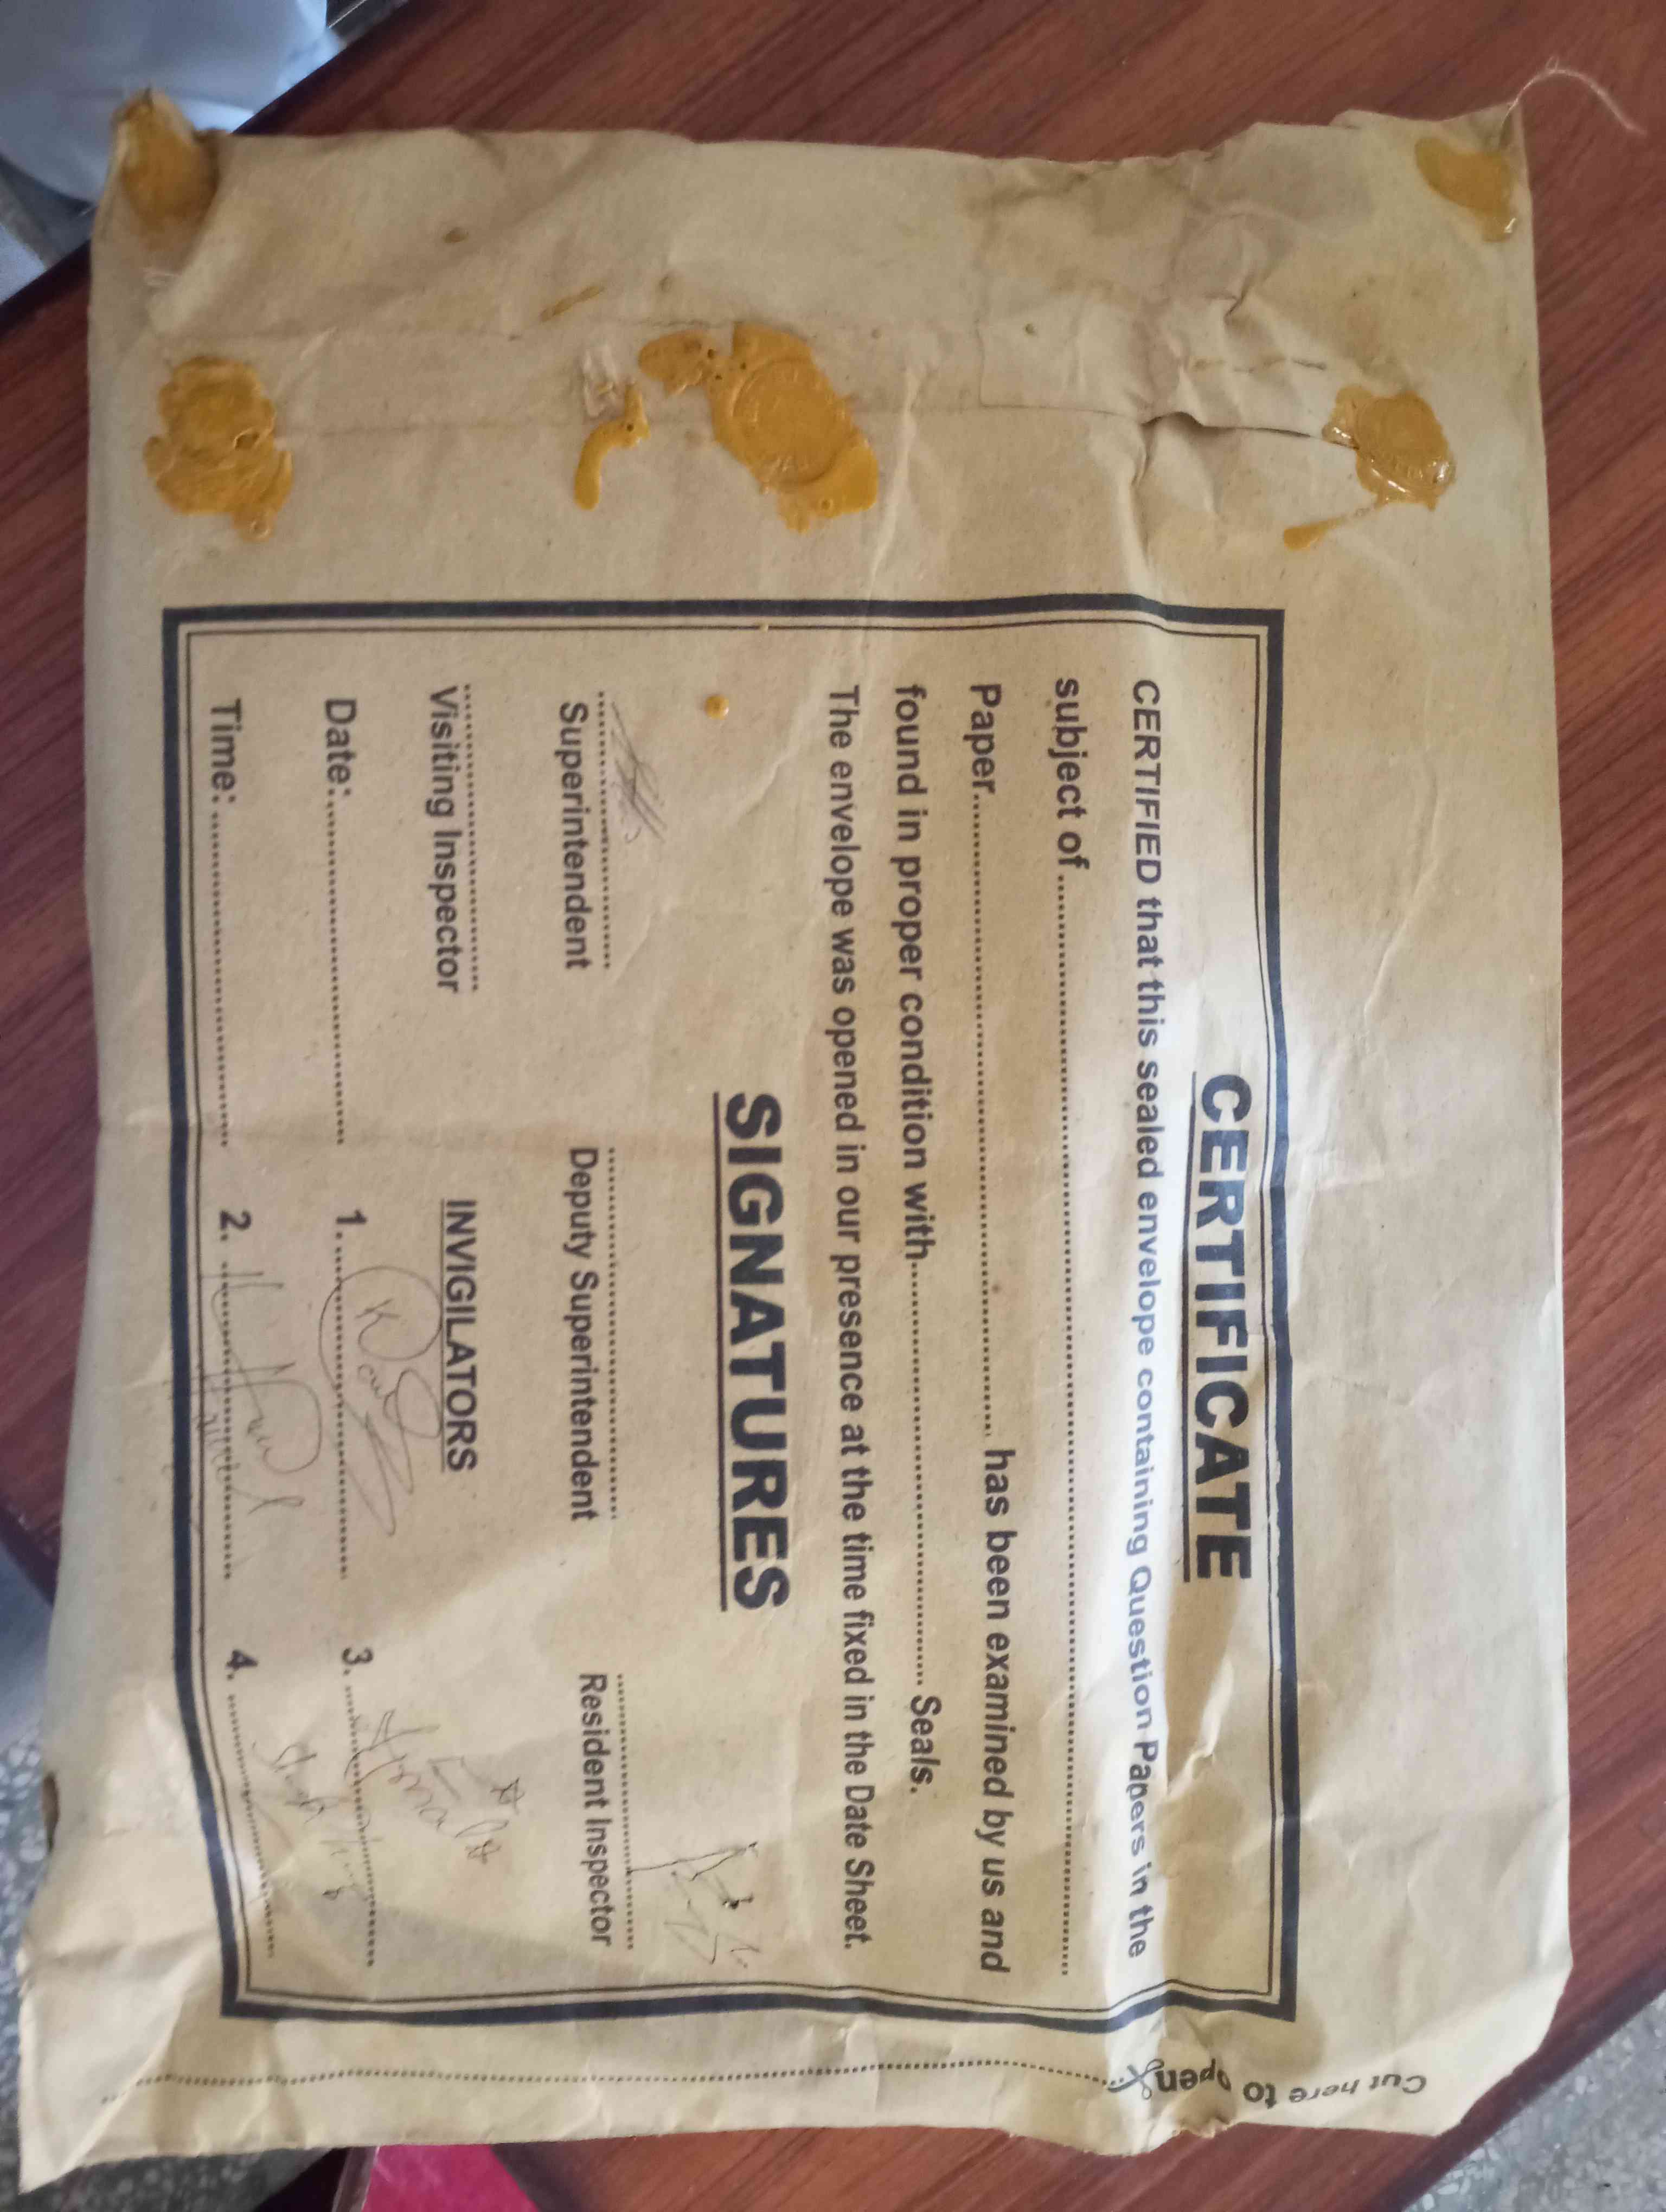 CERTIFICATE
CERTIFIED that this sealed envelope containing Question Papers in the
subject of ........................................
Paper........................................ has been examined by us and
found in proper condition with........................................ Seals.
The envelope was opened in our presence at the time fixed in the Date Sheet.
SIGNATURES
Superintendent Deputy Superintendent Resident Inspector
Visiting Inspector INVIGILATORS
Date:........................................ 1. ........................................ 3. ........................................
Time: ........................................ 2. ........................................ 4. ........................................
Cut here to open